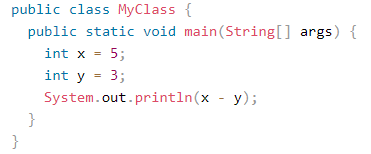 public class MyClass {
  public static void main(String[] args) {
    int x = 5;
    int y = 3;
    System.out.println(x - y);
  }
}